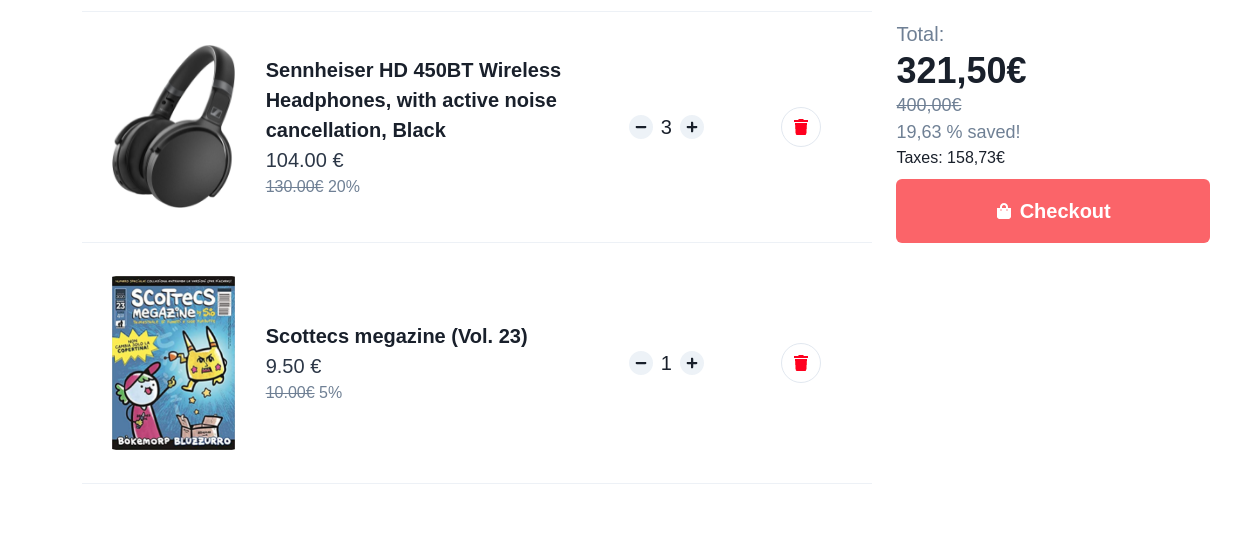 Sennheiser HD 450BT Wireless
Headphones, with active noise
cancellation, Black
104.00 €
130.00€ 20%
3
SCOTTECS
MEGAZINE
23
BOKEMORP BLUZZURRO
Scottecs megazine (Vol. 23)
9.50 €
10.00€ 5%
1
Total:
321,50€
400,00€
19,63 % saved!
Taxes: 158,73€
Checkout